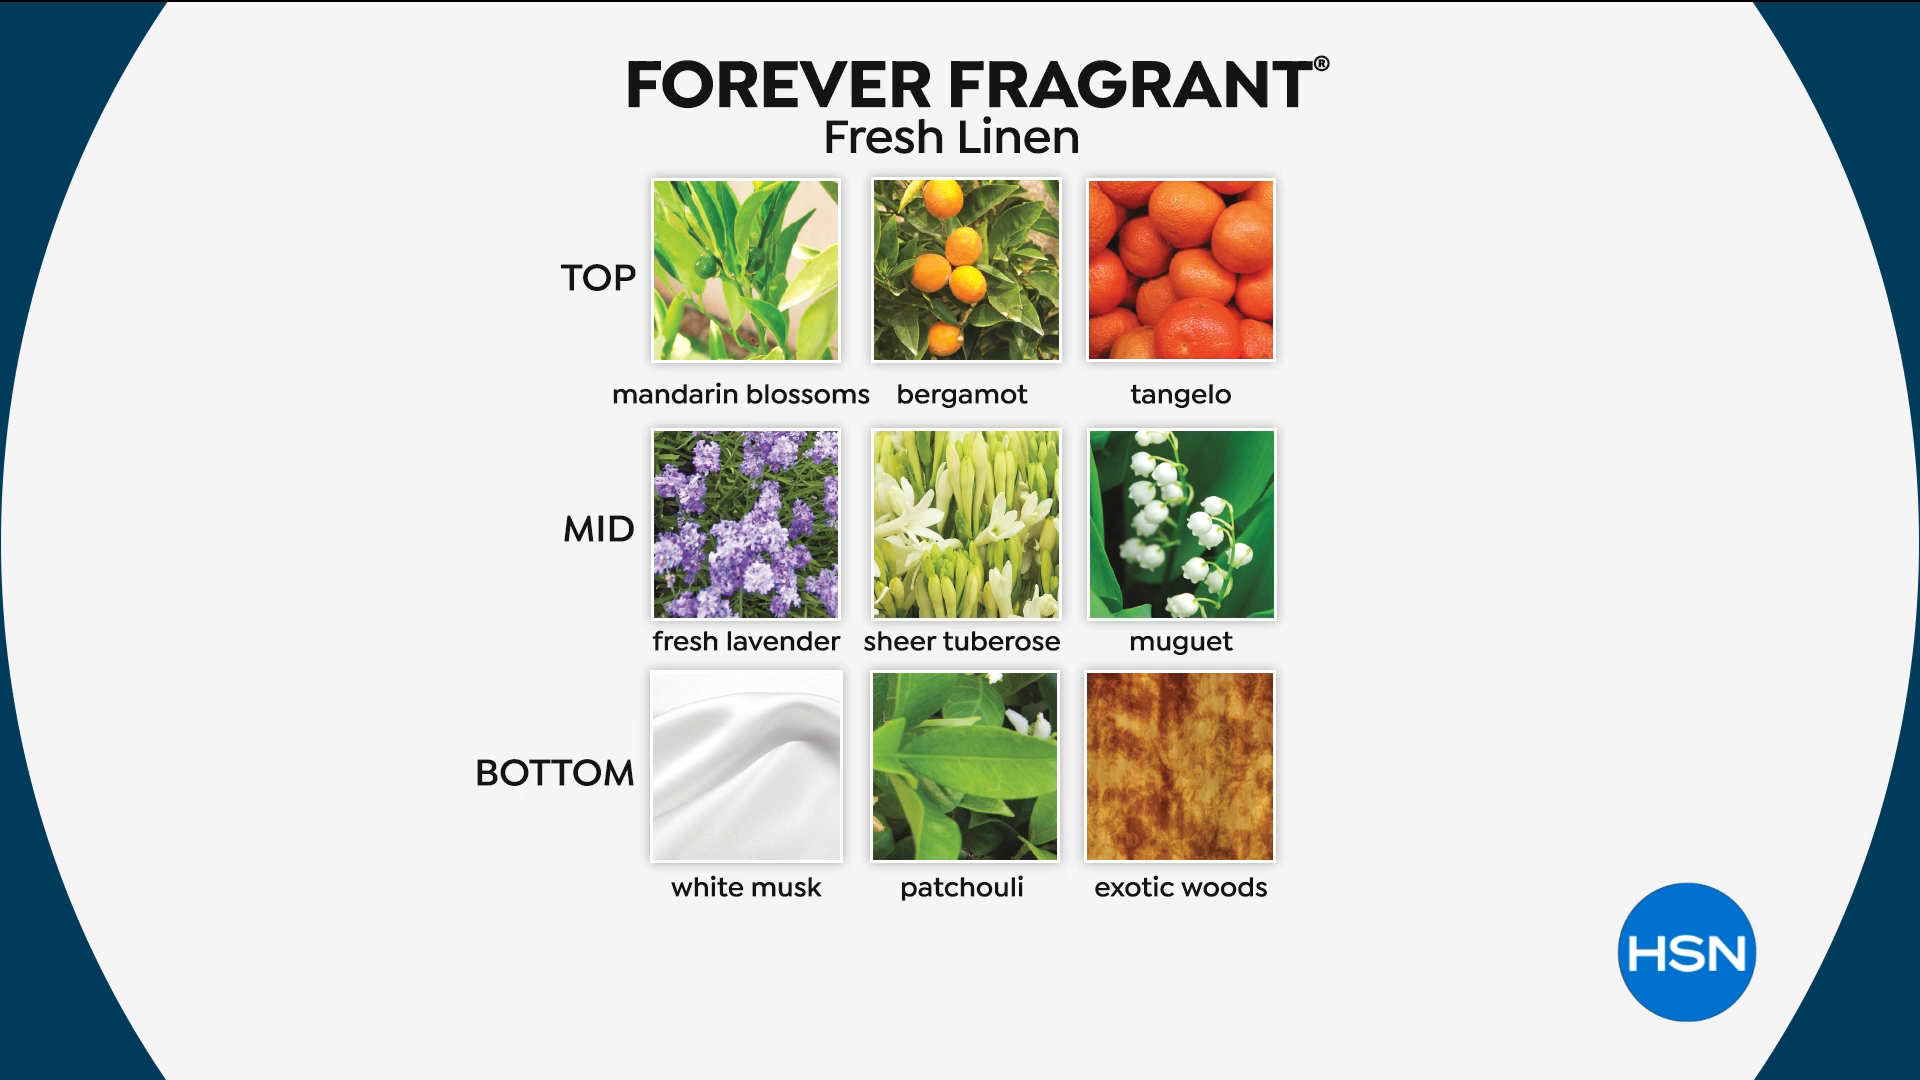 FOREVER FRAGRANT®
Fresh Linen
TOP
mandarin blossoms bergamot tangelo
MID
fresh lavender sheer tuberose muguet
BOTTOM
white musk patchouli exotic woods
HSN